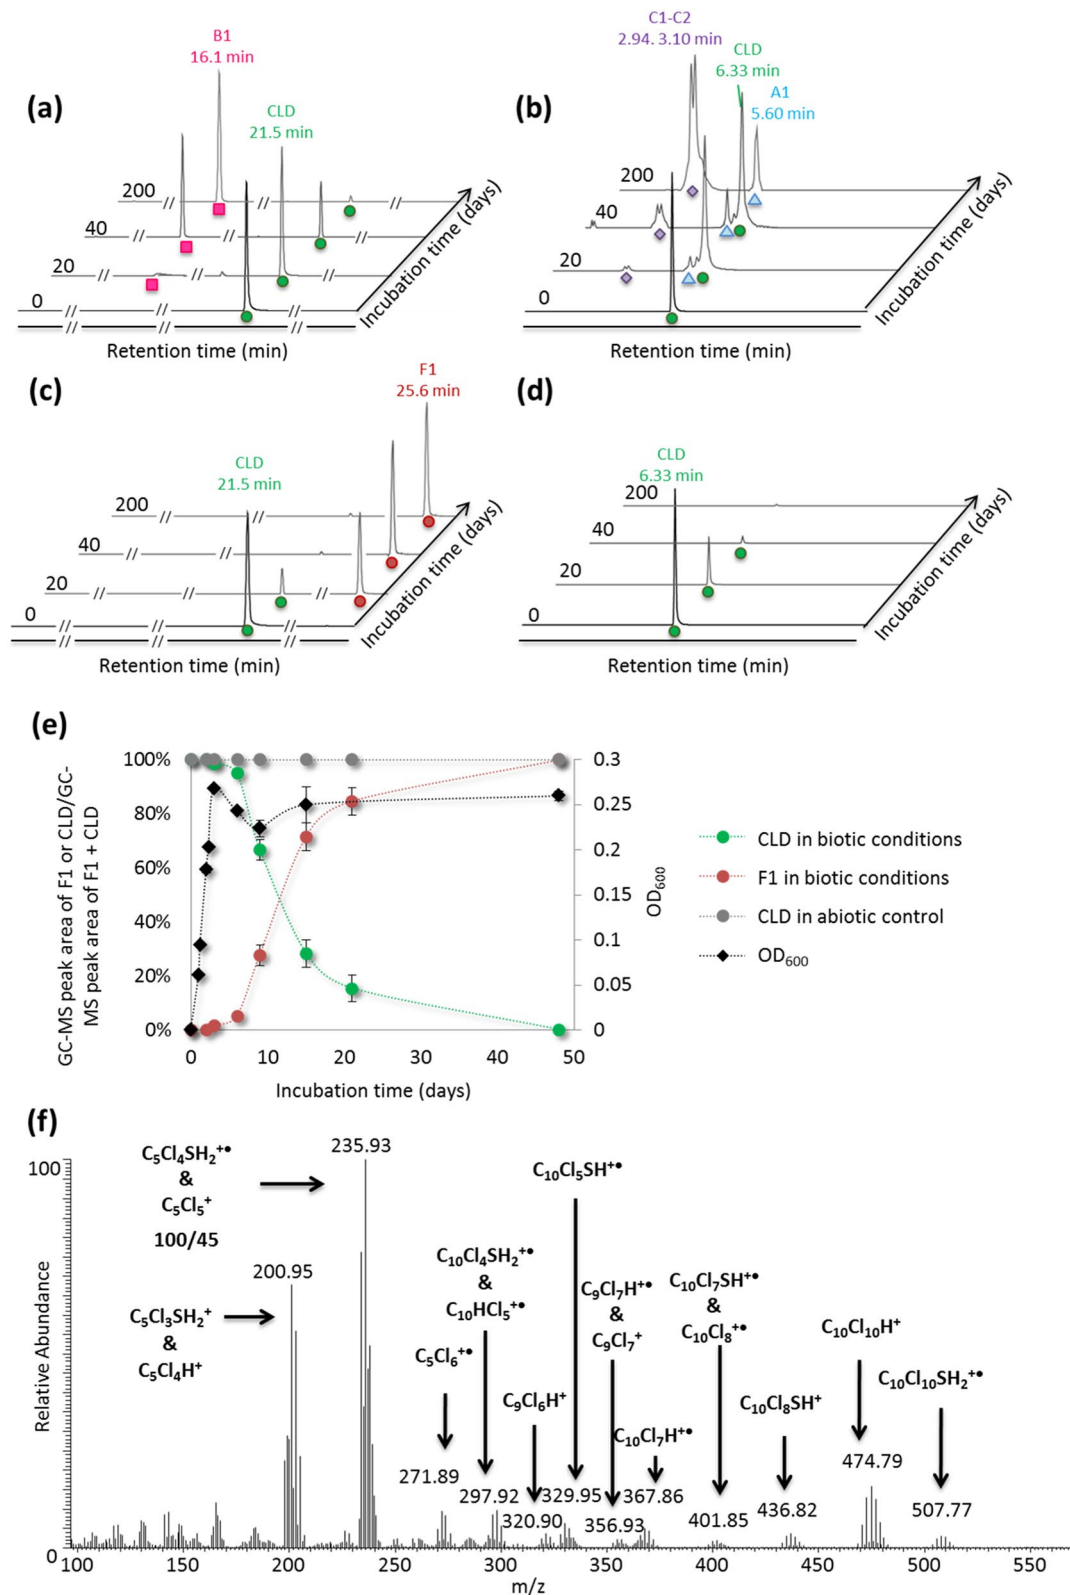 (a)
B1
16.1 min
CLD
21.5 min
200
40
20
0
Incubation time (days)
Retention time (min)
(b)
C1-C2
2.94. 3.10 min
CLD
6.33 min
A1
5.60 min
200
40
20
0
Incubation time (days)
Retention time (min)
(c)
CLD
21.5 min
F1
25.6 min
200
40
20
0
Incubation time (days)
Retention time (min)
(d)
CLD
6.33 min
200
40
20
0
Incubation time (days)
Retention time (min)
(e)
GC-MS peak area of F1 or CLD/GC-
MS peak area of F1 + CLD
100%
80%
60%
40%
20%
0%
0.3
0.25
0.2
0.15
0.1
0.05
0
OD₆₀₀
0 10 20 30 40 50
Incubation time (days)
CLD in biotic conditions
F1 in biotic conditions
CLD in abiotic control
OD₆₀₀
(f)
Relative Abundance
100
0
C₅Cl₄SH₂⁺•
&
C₅Cl₅⁺
100/45
235.93
200.95
C₅Cl₃SH₂⁺
&
C₅Cl₄H⁺
C₅Cl₆⁺•
271.89
C₁₀Cl₄SH₂⁺•
&
C₁₀HCl₅⁺•
297.92
C₉Cl₆H⁺
320.90
C₁₀Cl₅SH⁺•
329.95
C₉Cl₇H⁺•
&
C₉Cl₇⁺
356.93
C₁₀Cl₇H⁺•
367.86
C₁₀Cl₇SH⁺•
&
C₁₀Cl₈⁺•
401.85
C₁₀Cl₈SH⁺
436.82
C₁₀Cl₁₀H⁺
474.79
C₁₀Cl₁₀SH₂⁺•
507.77
100 150 200 250 300 350 400 450 500 550
m/z